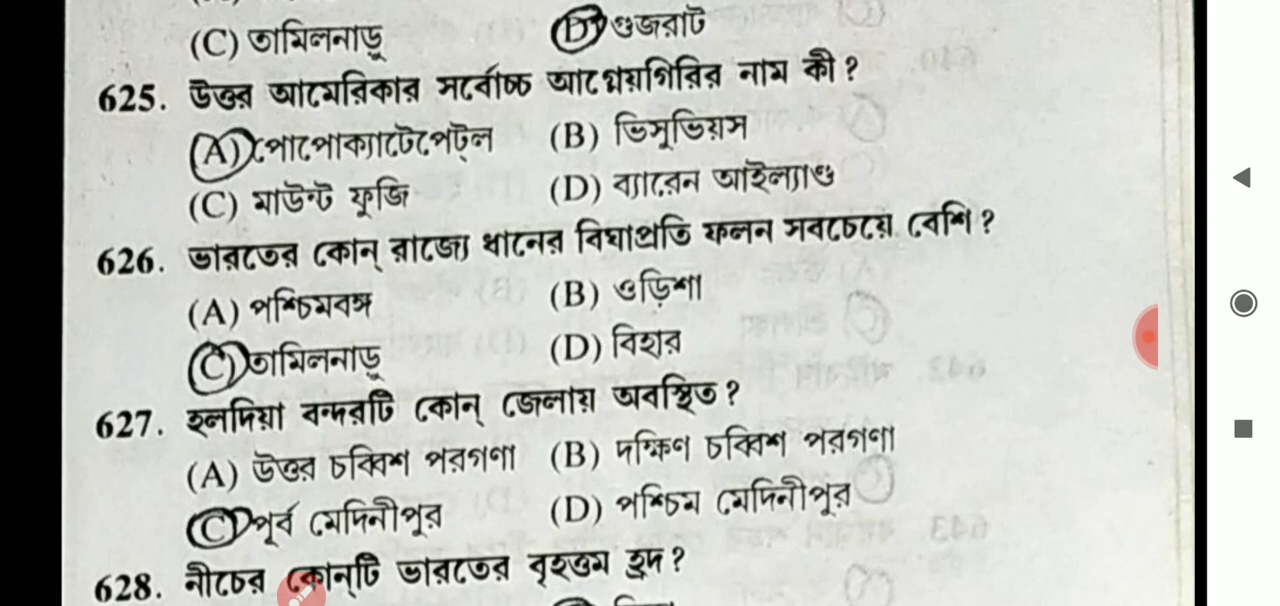 (C) তামিলনাড়ু (D) গুজরাট
625. উত্তর আমেরিকার সর্বোচ্চ আগ্নেয়গিরির নাম কী?
(A) পোপোক্যাটেপেট্ল (B) ভিসুভিয়স
(C) মাউন্ট ফুজি (D) ব্যারেন আইল্যাণ্ড
626. ভারতের কোন্ রাজ্যে ধানের বিঘাপ্রতি ফলন সবচেয়ে বেশি?
(A) পশ্চিমবঙ্গ (B) ওড়িশা
(C) তামিলনাড়ু (D) বিহার
627. হলদিয়া বন্দরটি কোন্ জেলায় অবস্থিত?
(A) উত্তর চব্বিশ পরগণা (B) দক্ষিণ চব্বিশ পরগণা
(C) পূর্ব মেদিনীপুর (D) পশ্চিম মেদিনীপুর
628. নীচের কোন্‌টি ভারতের বৃহত্তম হ্রদ?